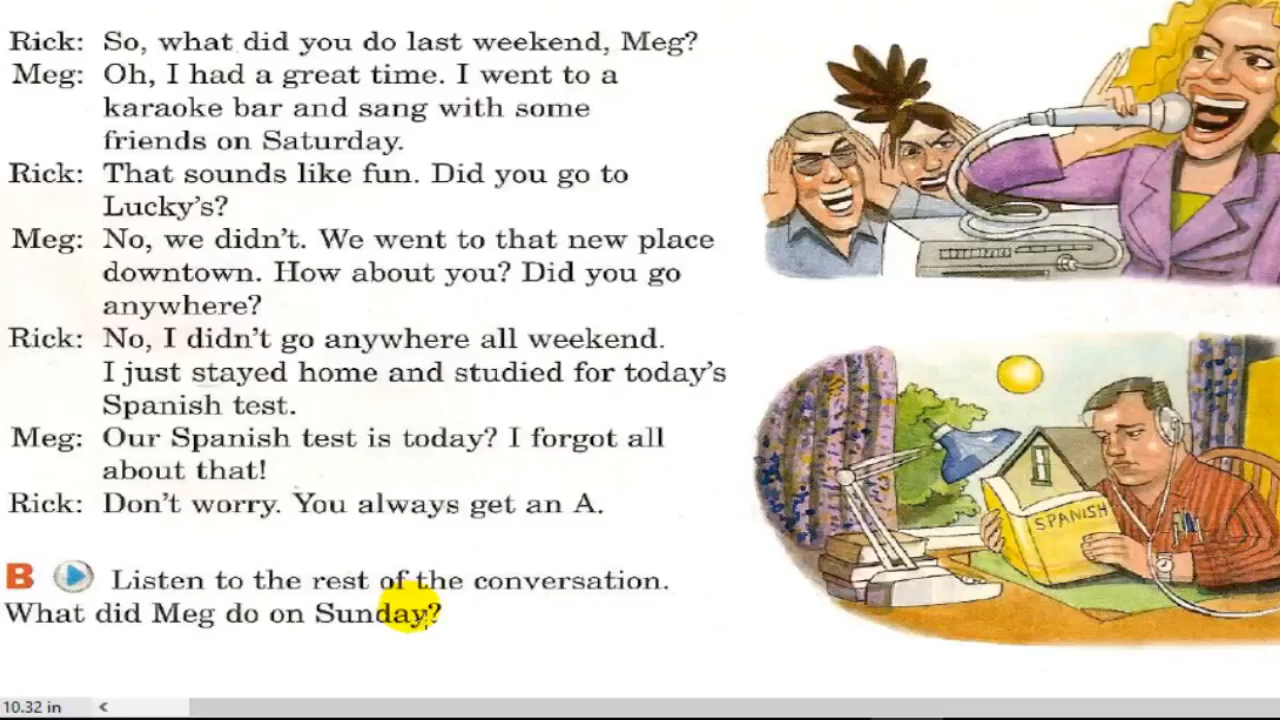 Rick: So, what did you do last weekend, Meg?
Meg: Oh, I had a great time. I went to a
karaoke bar and sang with some
friends on Saturday.
Rick: That sounds like fun. Did you go to
Lucky's?
Meg: No, we didn't. We went to that new place
downtown. How about you? Did you go
anywhere?
Rick: No, I didn't go anywhere all weekend.
I just stayed home and studied for today's
Spanish test.
Meg: Our Spanish test is today? I forgot all
about that!
Rick: Don't worry. You always get an A.
SPANISH
B Listen to the rest of the conversation.
What did Meg do on Sunday?
10.32 in <